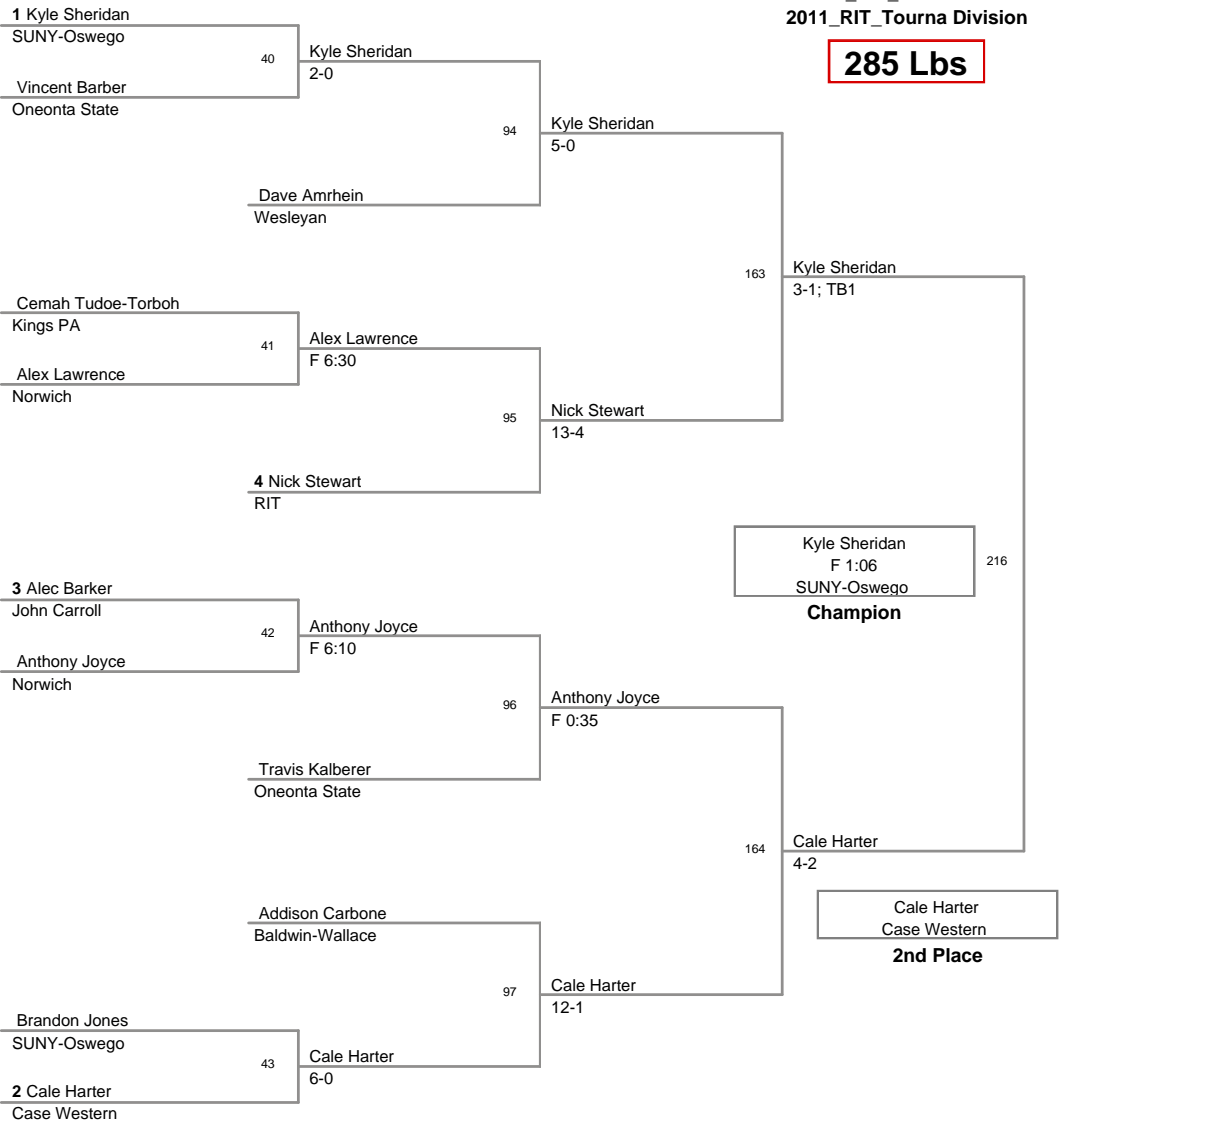 2011_RIT_Tourna Division
285 Lbs
1 Kyle Sheridan
SUNY-Oswego
40
Kyle Sheridan
2-0
Vincent Barber
Oneonta State
94
Kyle Sheridan
5-0
Dave Amrhein
Wesleyan
163
Kyle Sheridan
3-1; TB1
Cemah Tudoe-Torboh
Kings PA
41
Alex Lawrence
F 6:30
Alex Lawrence
Norwich
95
Nick Stewart
13-4
4 Nick Stewart
RIT
Kyle Sheridan
F 1:06
SUNY-Oswego
Champion
216
3 Alec Barker
John Carroll
42
Anthony Joyce
F 6:10
Anthony Joyce
Norwich
96
Anthony Joyce
F 0:35
Travis Kalberer
Oneonta State
164
Cale Harter
4-2
Cale Harter
Case Western
2nd Place
Addison Carbone
Baldwin-Wallace
97
Cale Harter
12-1
Brandon Jones
SUNY-Oswego
43
Cale Harter
6-0
2 Cale Harter
Case Western